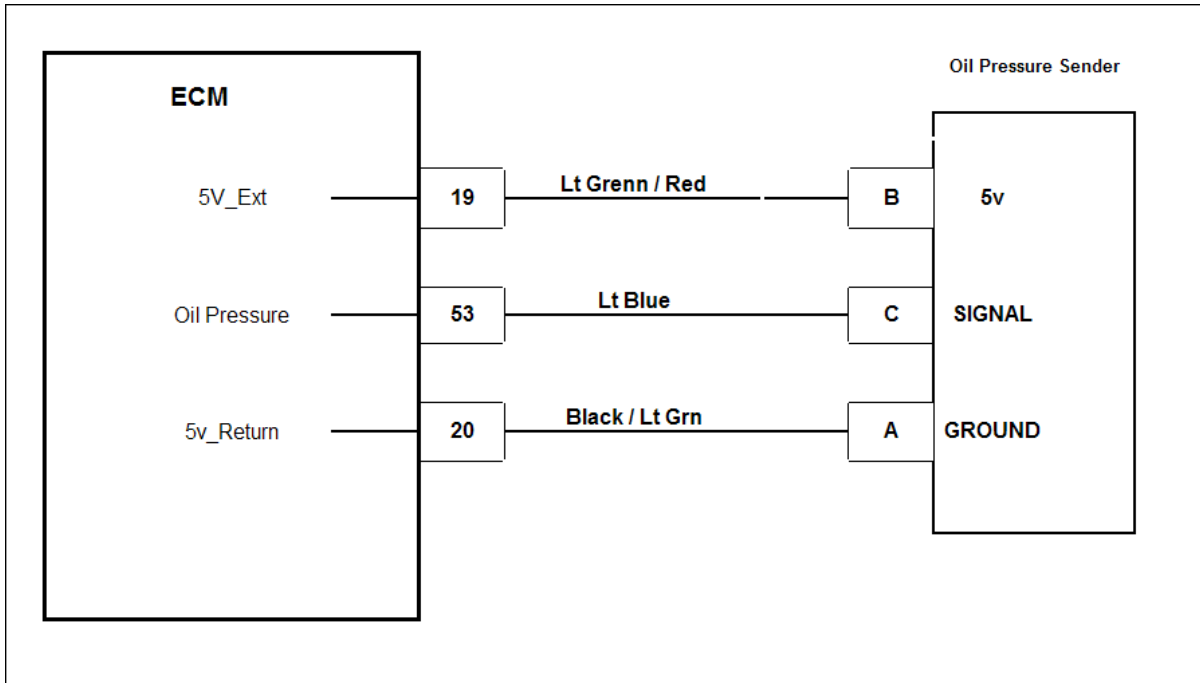 Oil Pressure Sender
ECM
5V_Ext
19
Lt Grenn / Red
B
5v
Oil Pressure
53
Lt Blue
C
SIGNAL
5v_Return
20
Black / Lt Grn
A
GROUND